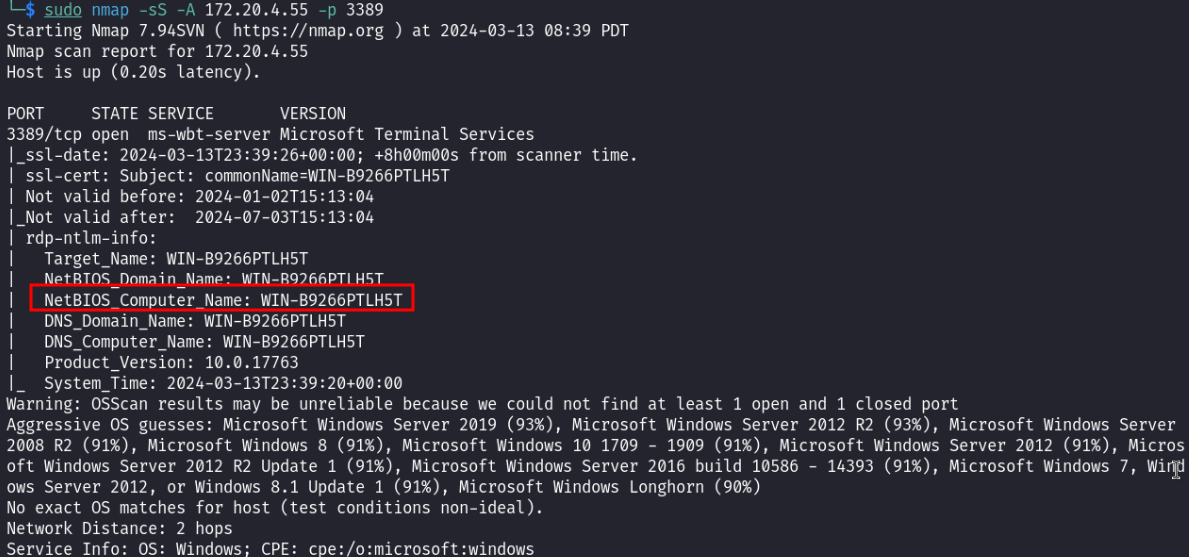 └─$ sudo nmap -sS -A 172.20.4.55 -p 3389
Starting Nmap 7.94SVN ( https://nmap.org ) at 2024-03-13 08:39 PDT
Nmap scan report for 172.20.4.55
Host is up (0.20s latency).
PORT     STATE SERVICE       VERSION
3389/tcp open  ms-wbt-server Microsoft Terminal Services
|_ssl-date: 2024-03-13T23:39:26+00:00; +8h00m00s from scanner time.
| ssl-cert: Subject: commonName=WIN-B9266PTLH5T
| Not valid before: 2024-01-02T15:13:04
|_Not valid after:  2024-07-03T15:13:04
| rdp-ntlm-info:
|   Target_Name: WIN-B9266PTLH5T
|   NetBIOS_Domain_Name: WIN-B9266PTLH5T
|   NetBIOS_Computer_Name: WIN-B9266PTLH5T
|   DNS_Domain_Name: WIN-B9266PTLH5T
|   DNS_Computer_Name: WIN-B9266PTLH5T
|   Product_Version: 10.0.17763
|_  System_Time: 2024-03-13T23:39:20+00:00
Warning: OSScan results may be unreliable because we could not find at least 1 open and 1 closed port
Aggressive OS guesses: Microsoft Windows Server 2019 (93%), Microsoft Windows Server 2012 R2 (93%), Microsoft Windows Server
2008 R2 (91%), Microsoft Windows 8 (91%), Microsoft Windows 10 1709 - 1909 (91%), Microsoft Windows Server 2012 (91%), Micros
oft Windows Server 2012 R2 Update 1 (91%), Microsoft Windows Server 2016 build 10586 - 14393 (91%), Microsoft Windows 7, Wind
ows Server 2012, or Windows 8.1 Update 1 (91%), Microsoft Windows Longhorn (90%)
No exact OS matches for host (test conditions non-ideal).
Network Distance: 2 hops
Service Info: OS: Windows; CPE: cpe:/o:microsoft:windows